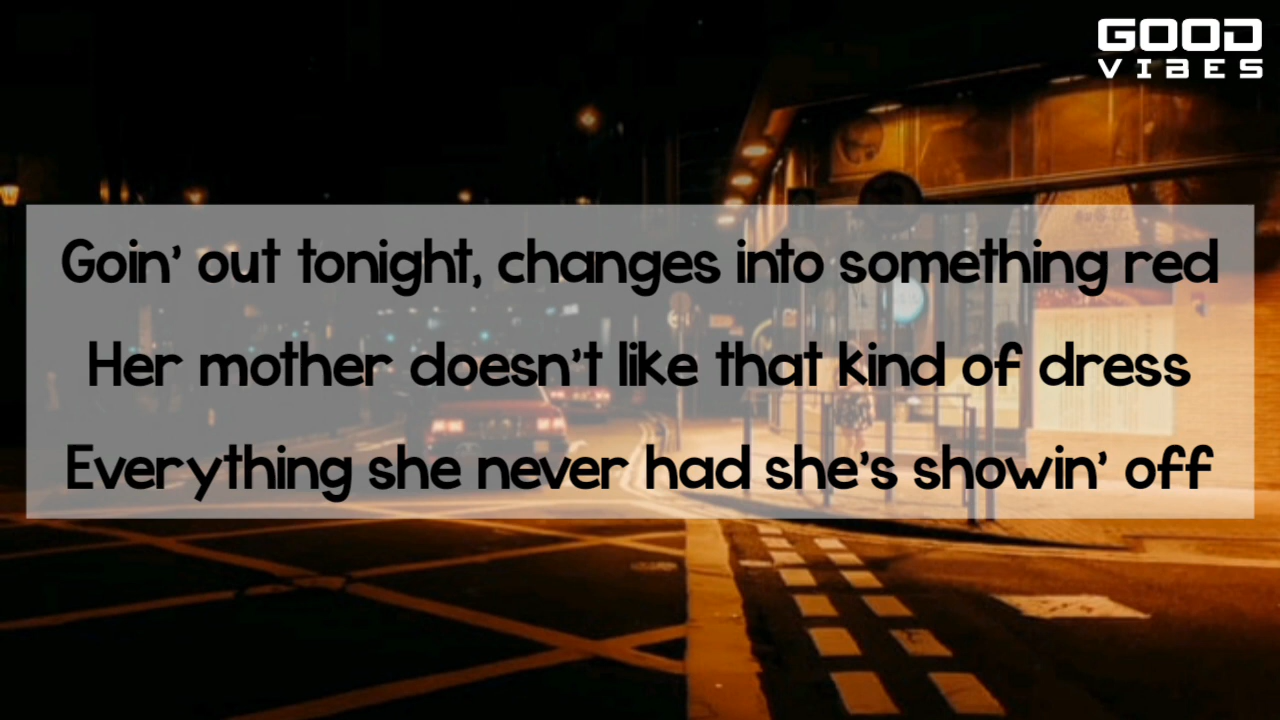 GOOD
VIBES
Goin’ out tonight, changes into something red
Her mother doesn’t like that kind of dress
Everything she never had she’s showin’ off